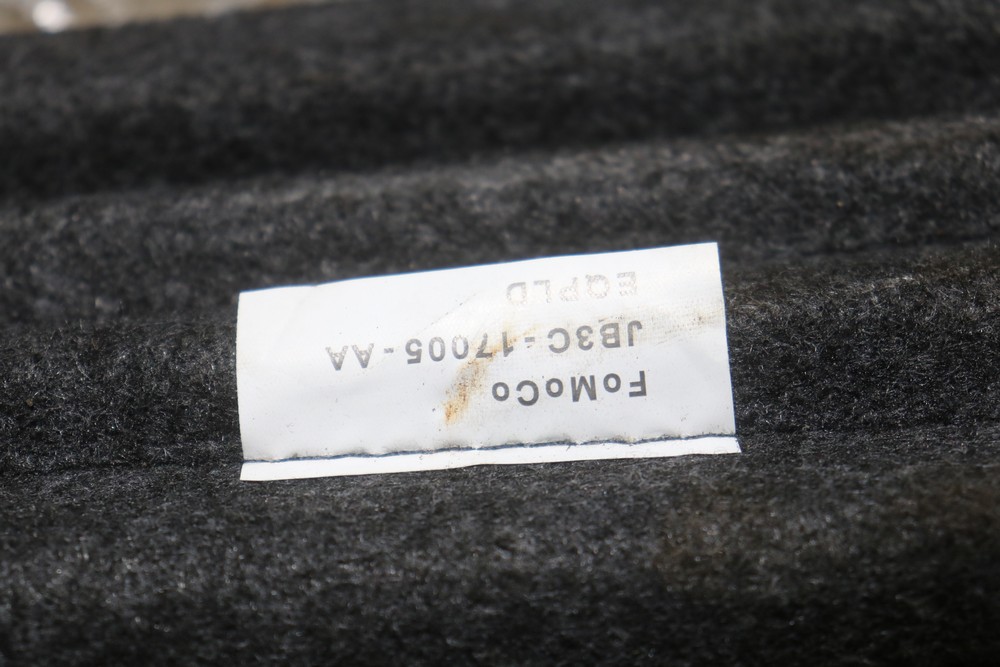 FoMoCo
JB3C-17005-AA
EQPLD